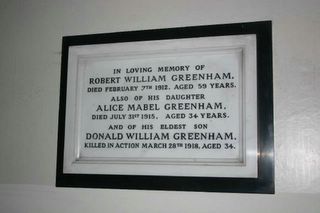 IN LOVING MEMORY OF
ROBERT WILLIAM GREENHAM.
DIED FEBRUARY 7TH 1912, AGED 59 YEARS.
ALSO OF HIS DAUGHTER
ALICE MABEL GREENHAM,
DIED JULY 31ST 1915, AGED 34 YEARS.
AND OF HIS ELDEST SON
DONALD WILLIAM GREENHAM,
KILLED IN ACTION MARCH 28TH 1918, AGED 34.